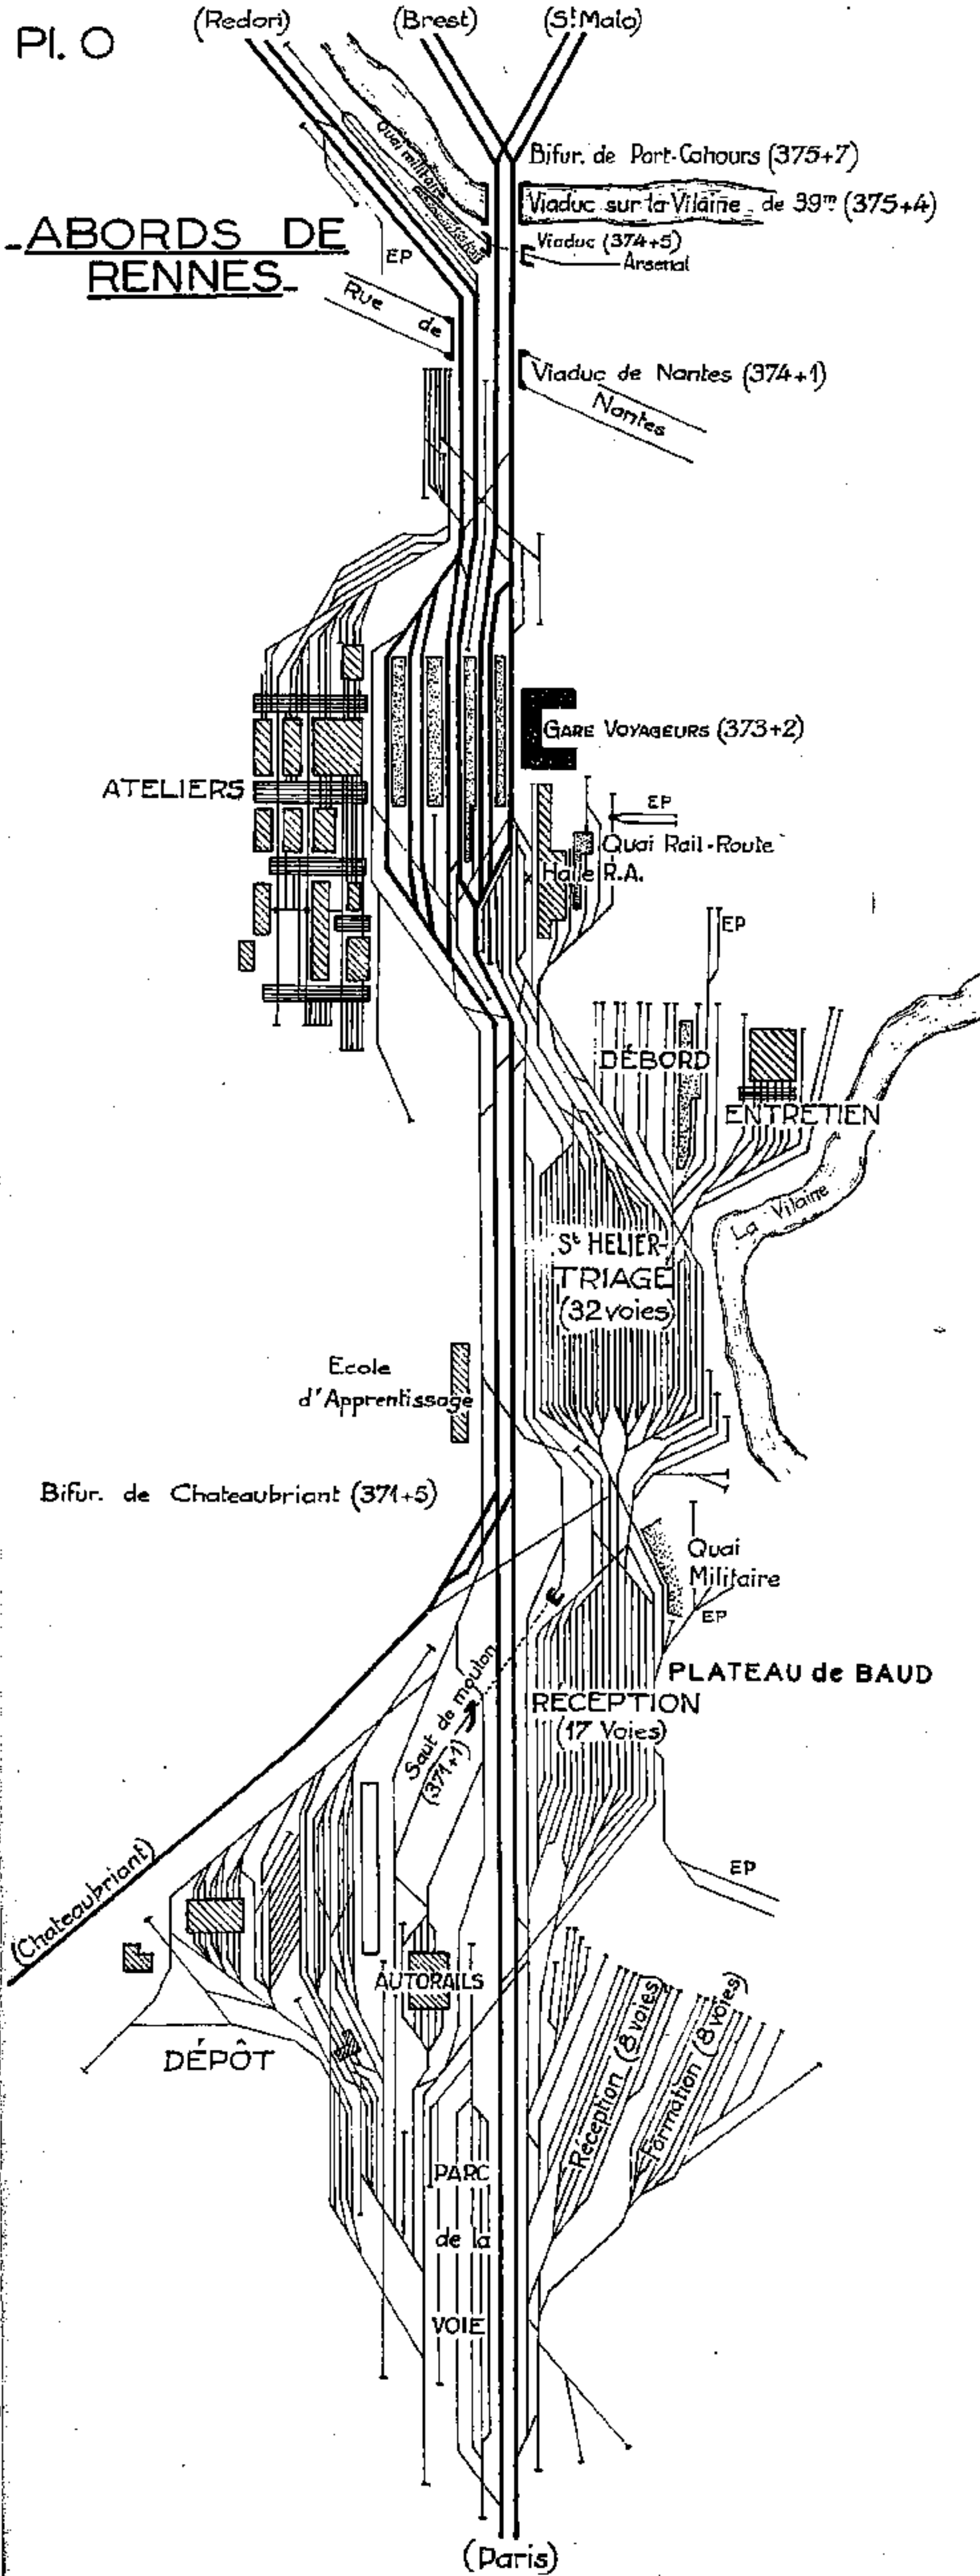 Pl. O
(Redon)
(Brest)
(St Malo)
Quai militaire
Bifur. de Port-Cahours (375+7)
Viaduc sur la Vilaine de 39m (375+4)
ABORDS DE
RENNES
EP
Viaduc (374+5)
Arsenal
Rue de
Viaduc de Nantes (374+1)
Nantes
GARE VOYAGEURS (373+2)
ATELIERS
EP
Quai Rail-Route
Halle R.A.
EP
DÉBORD
ENTRETIEN
La Vilaine
St HELIER-
TRIAGE
(32 voies)
Ecole
d'Apprentissage
Bifur. de Chateaubriant (371+5)
Quai
Militaire
EP
PLATEAU de BAUD
RÉCEPTION
(17 Voies)
Saut de mouton
(371+1)
EP
(Chateaubriant)
AUTORAILS
DÉPÔT
Réception (8 voies)
Formation (8 voies)
PARC
de la
VOIE
(Paris)